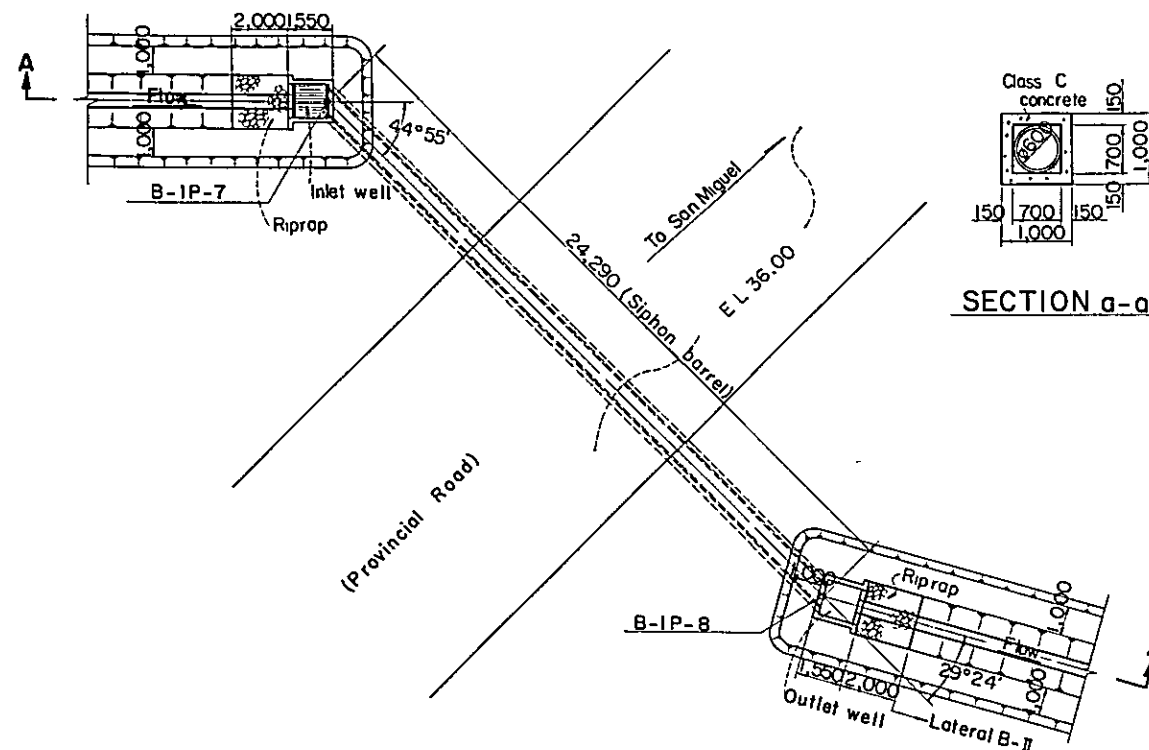 2,000 1,550
1,000
A
Flow
1,000
44°55'
B-IP-7
Inlet well
Riprap
To San Miguel
24,290 (Siphon barrel)
EL 36.00
(Provincial Road)
Class C
concrete
ø600
150
700
150
1,000
150 700 150
1,000
SECTION a-a
Riprap
1,000
B-IP-8
Flow
29°24'
1,550 2,000
1,000
Outlet well
Lateral B-II